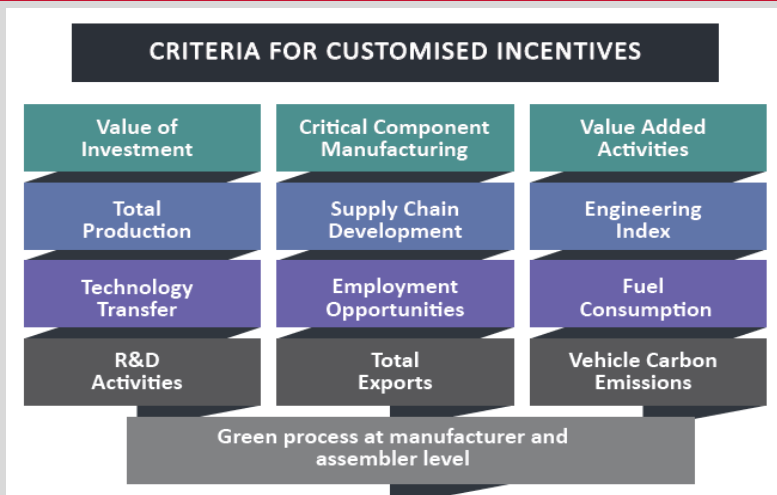 CRITERIA FOR CUSTOMISED INCENTIVES
Value of
Investment
Critical Component
Manufacturing
Value Added
Activities
Total
Production
Supply Chain
Development
Engineering
Index
Technology
Transfer
Employment
Opportunities
Fuel
Consumption
R&D
Activities
Total
Exports
Vehicle Carbon
Emissions
Green process at manufacturer and
assembler level